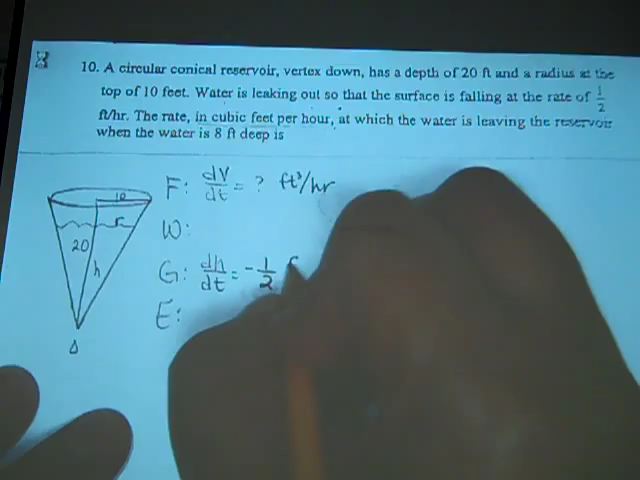 10. A circular conical reservoir, vertex down, has a depth of 20 ft and a radius at the
top of 10 feet. Water is leaking out so that the surface is falling at the rate of 1/2
ft/hr. The rate, in cubic feet per hour, at which the water is leaving the reservoir
when the water is 8 ft deep is
10
r
20
h
F: dV/dt = ? ft³/hr
W:
G: dh/dt = -1/2 f
E: